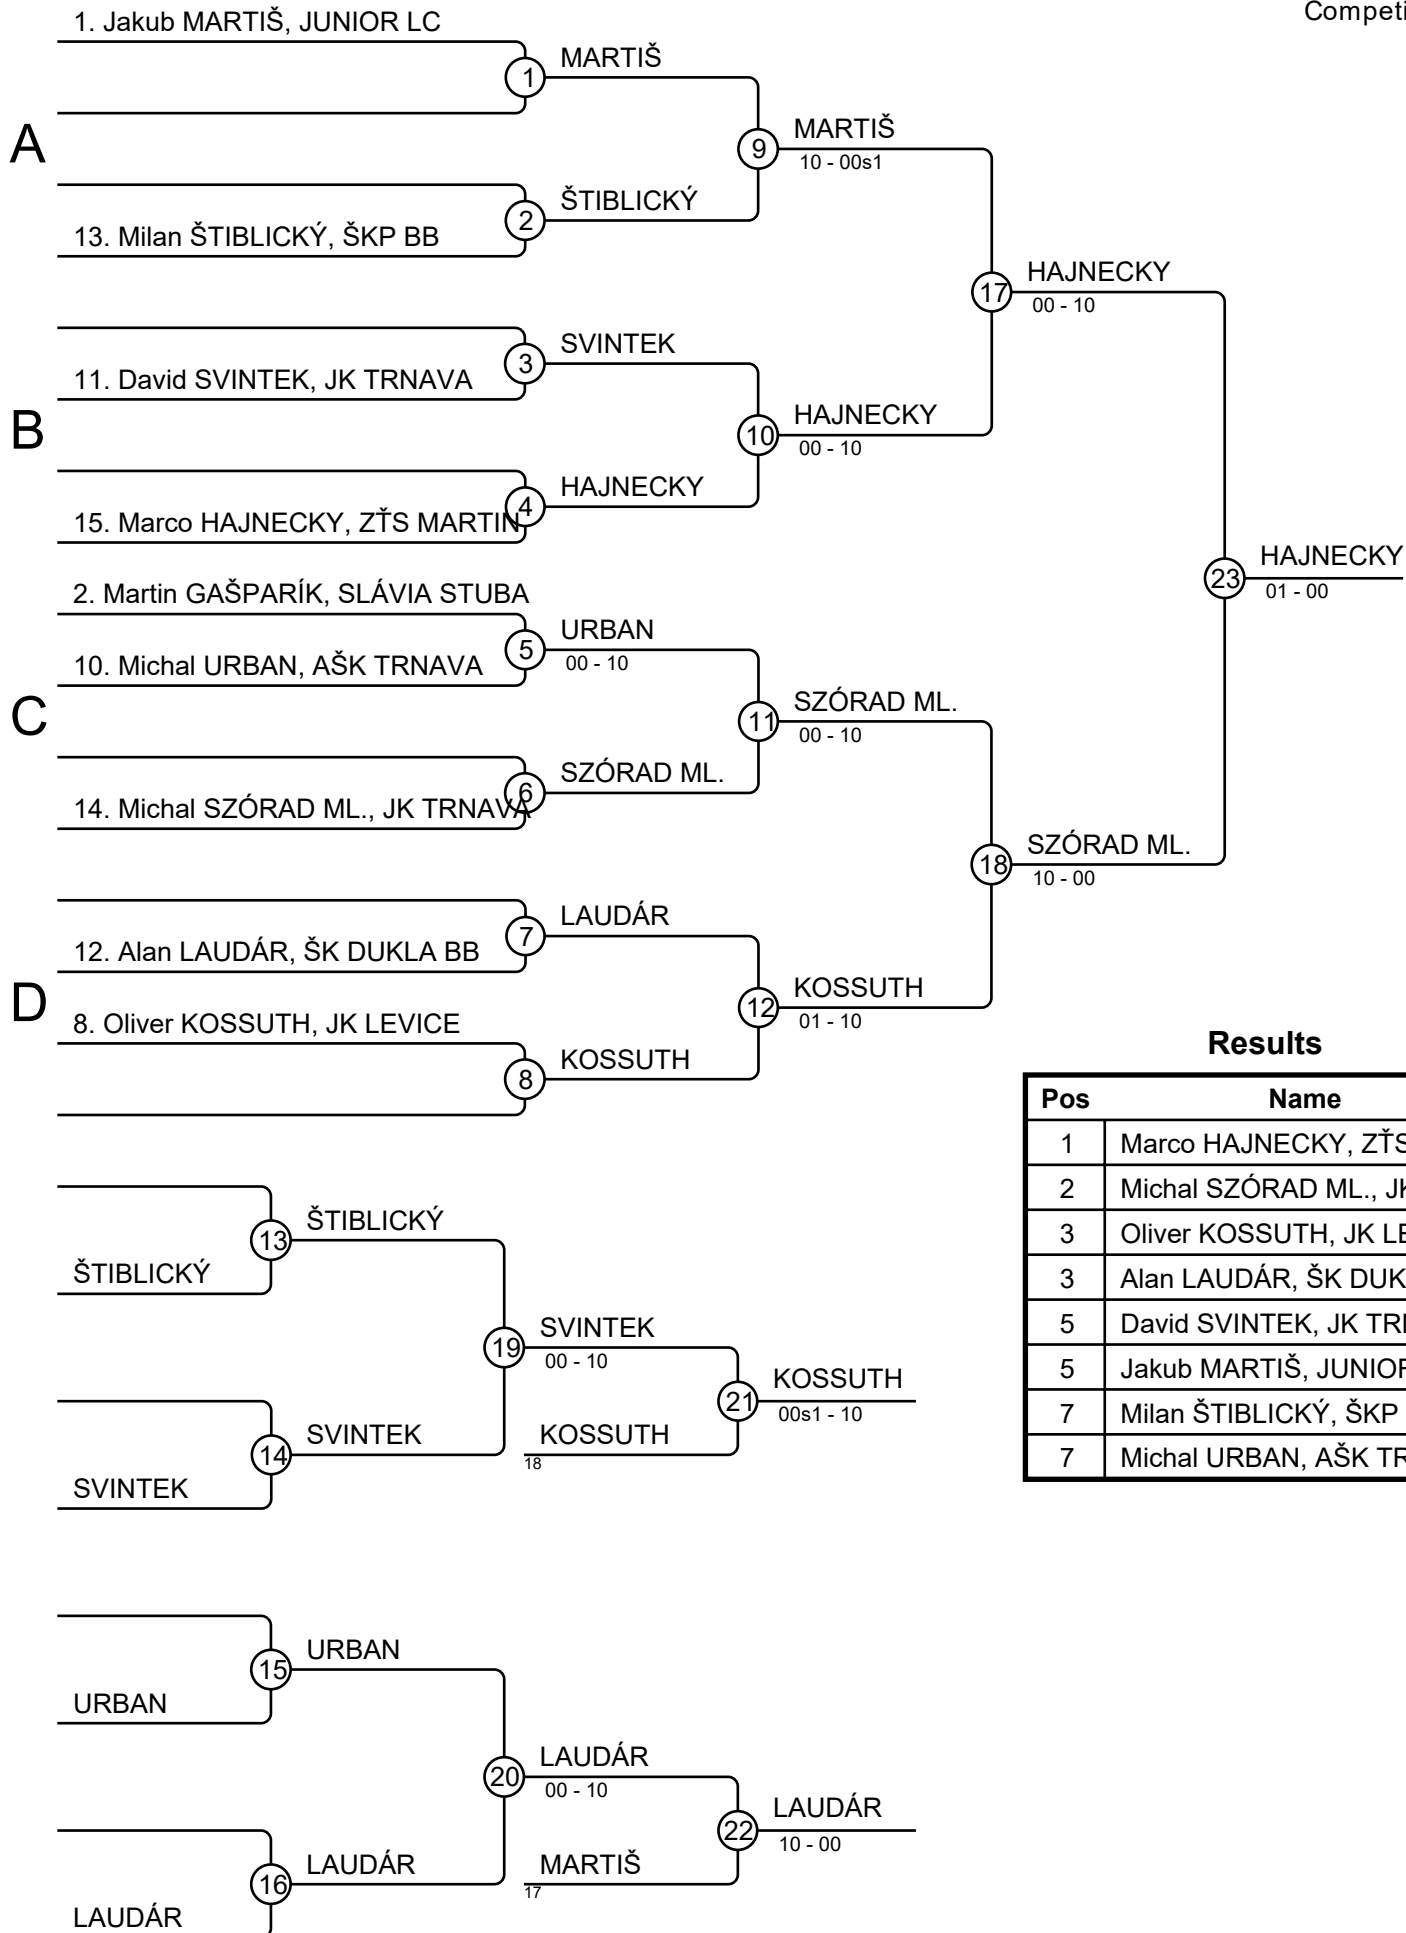 Competi
1. Jakub MARTIŠ, JUNIOR LC
1
MARTIŠ
A
9
MARTIŠ
10 - 00s1
2
ŠTIBLICKÝ
13. Milan ŠTIBLICKÝ, ŠKP BB
17
HAJNECKY
00 - 10
3
SVINTEK
11. David SVINTEK, JK TRNAVA
B
10
HAJNECKY
00 - 10
4
HAJNECKY
15. Marco HAJNECKY, ZŤS MARTIN
23
HAJNECKY
01 - 00
2. Martin GAŠPARÍK, SLÁVIA STUBA
5
URBAN
00 - 10
10. Michal URBAN, AŠK TRNAVA
C
11
SZÓRAD ML.
00 - 10
6
SZÓRAD ML.
14. Michal SZÓRAD ML., JK TRNAVA
18
SZÓRAD ML.
10 - 00
7
LAUDÁR
12. Alan LAUDÁR, ŠK DUKLA BB
D
12
KOSSUTH
01 - 10
8. Oliver KOSSUTH, JK LEVICE
8
KOSSUTH
Results
Pos Name
1 Marco HAJNECKY, ZŤS
2 Michal SZÓRAD ML., JK
3 Oliver KOSSUTH, JK LE
3 Alan LAUDÁR, ŠK DUK
5 David SVINTEK, JK TR
5 Jakub MARTIŠ, JUNIOR
7 Milan ŠTIBLICKÝ, ŠKP
7 Michal URBAN, AŠK TR
13
ŠTIBLICKÝ
ŠTIBLICKÝ
19
SVINTEK
00 - 10
21
KOSSUTH
00s1 - 10
14
SVINTEK
KOSSUTH
18
SVINTEK
15
URBAN
URBAN
20
LAUDÁR
00 - 10
22
LAUDÁR
10 - 00
16
LAUDÁR
MARTIŠ
17
LAUDÁR